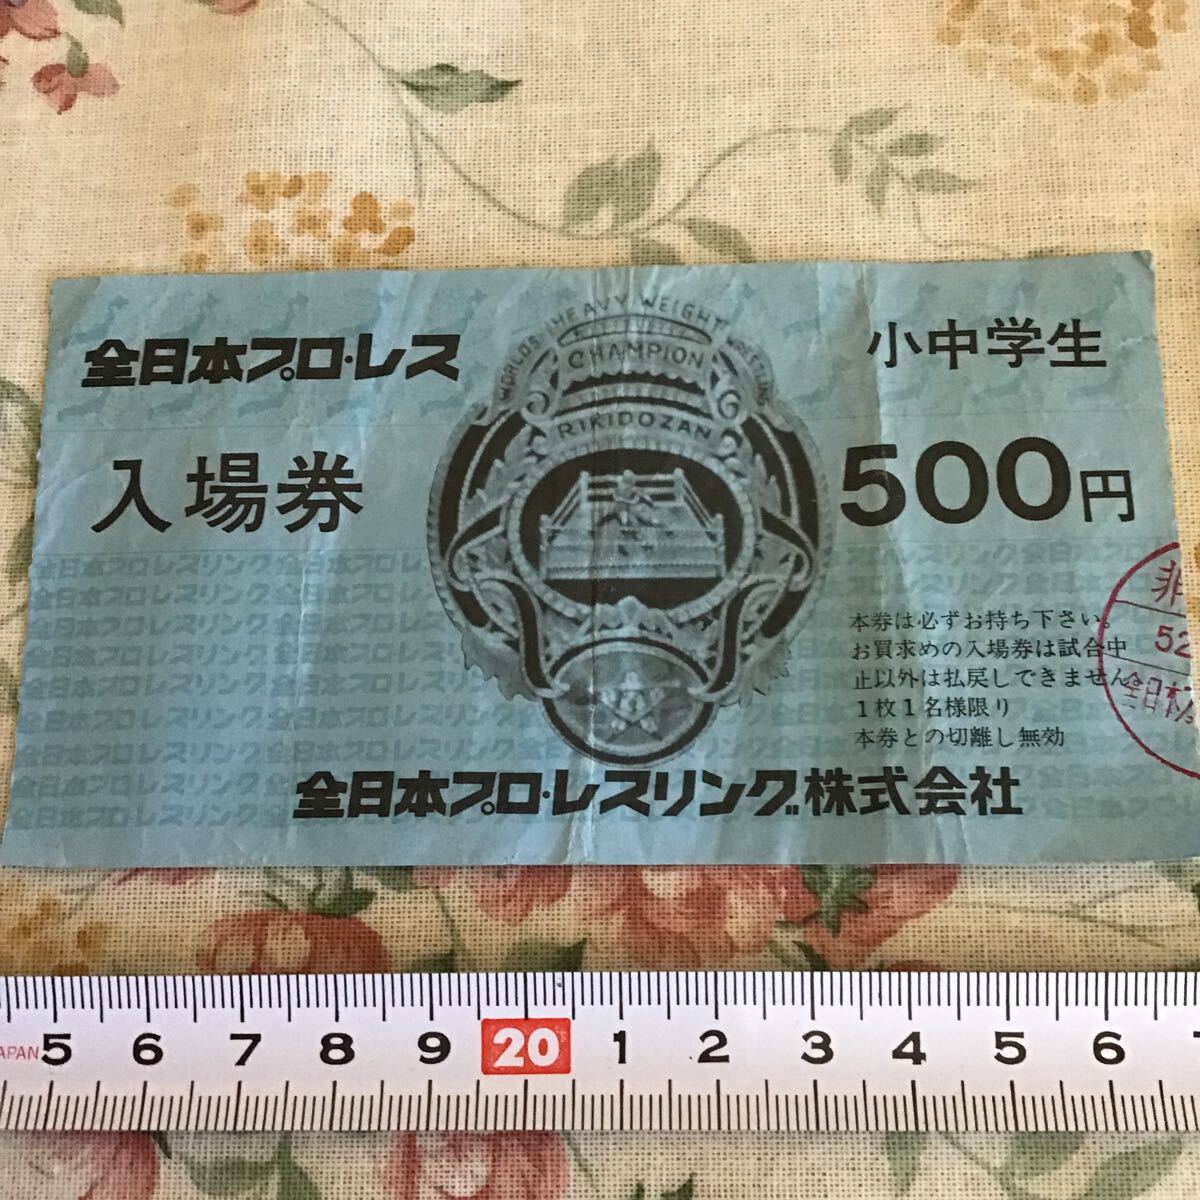 全日本プロ・レス
小中学生
入場券
500円
WORLD'S HEAVY WEIGHT WRESTLING
CHAMPION
RIKIDOZAN
本券は必ずお持ち下さい。
お買求めの入場券は試合中
止以外は払戻しできません。
1枚1名様限り
本券との切離し無効
非
52
全日本プロ・レスリング株式会社
JAPAN 5 6 7 8 9 20 1 2 3 4 5 6